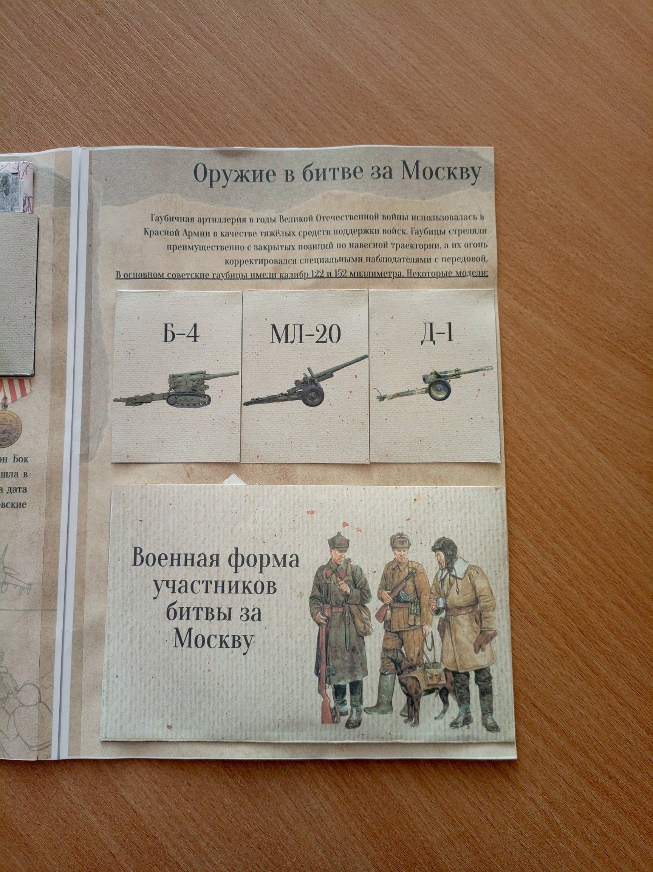 он Бок
шла в
а дата
овские
Оружие в битве за Москву
Гаубичная артиллерия в годы Великой Отечественной войны использовалась в
Красной Армии в качестве тяжёлых средств поддержки войск. Гаубицы стреляли
преимущественно с закрытых позиций по навесной траектории, а их огонь
корректировался специальными наблюдателями с передовой.
В основном советские гаубицы имели калибр 122 и 152 миллиметра. Некоторые модели:
Б-4
МЛ-20
Д-1
Военная форма
участников
битвы за
Москву